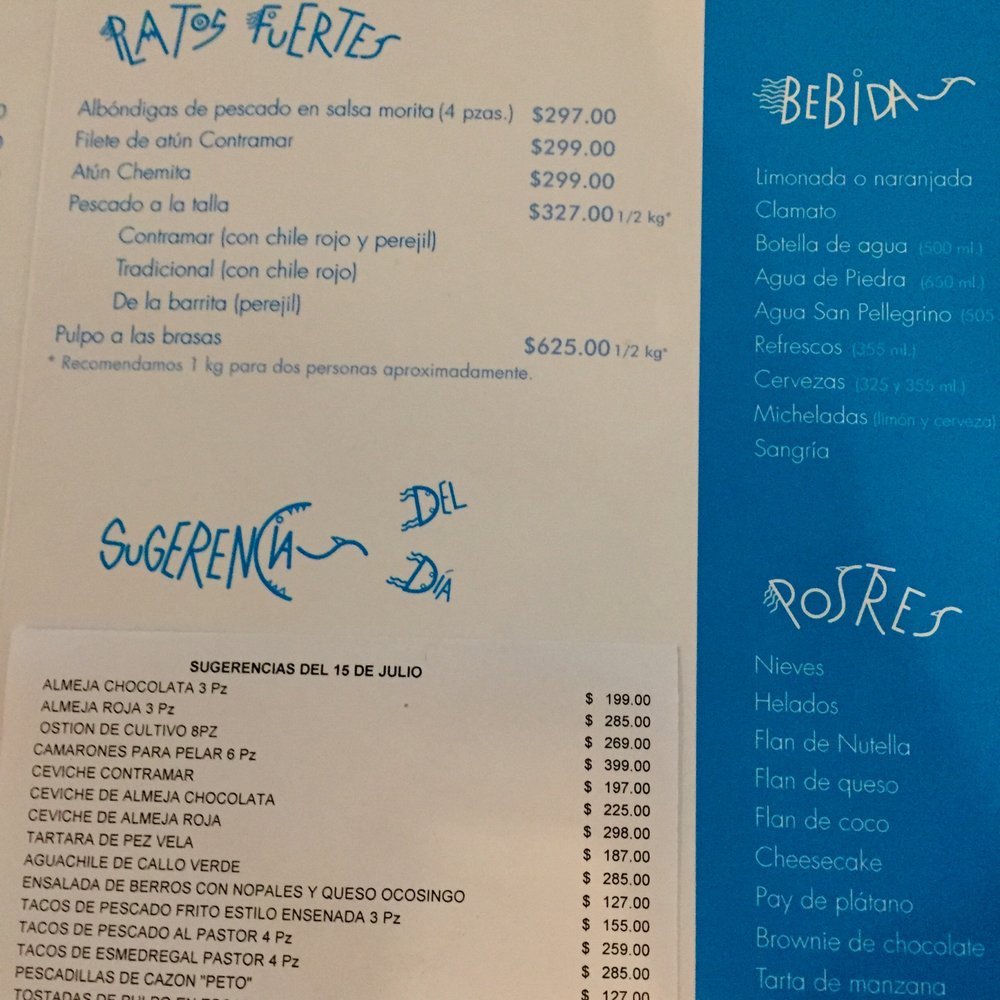 PLATOS FUERTES
Albóndigas de pescado en salsa morita (4 pzas.) $297.00
Filete de atún Contramar $299.00
Atún Chemita $299.00
Pescado a la talla $327.00 1/2 kg*
Contramar (con chile rojo y perejil)
Tradicional (con chile rojo)
De la barrita (perejil)
Pulpo a las brasas $625.00 1/2 kg*
* Recomendamos 1 kg para dos personas aproximadamente.
SUGERENCIAS DEL DÍA
SUGERENCIAS DEL 15 DE JULIO
ALMEJA CHOCOLATA 3 Pz $ 199.00
ALMEJA ROJA 3 Pz $ 285.00
OSTION DE CULTIVO 8PZ $ 269.00
CAMARONES PARA PELAR 6 Pz $ 399.00
CEVICHE CONTRAMAR $ 197.00
CEVICHE DE ALMEJA CHOCOLATA $ 225.00
CEVICHE DE ALMEJA ROJA $ 298.00
TARTARA DE PEZ VELA $ 187.00
AGUACHILE DE CALLO VERDE $ 285.00
ENSALADA DE BERROS CON NOPALES Y QUESO OCOSINGO $ 127.00
TACOS DE PESCADO FRITO ESTILO ENSENADA 3 Pz $ 155.00
TACOS DE PESCADO AL PASTOR 4 Pz $ 259.00
TACOS DE ESMEDREGAL PASTOR 4 Pz $ 285.00
PESCADILLAS DE CAZON "PETO" $ 127.00
TOSTADAS DE PULPO
BEBIDAS
Limonada o naranjada
Clamato
Botella de agua (500 ml.)
Agua de Piedra (650 ml.)
Agua San Pellegrino (505
Refrescos (355 ml.)
Cervezas (325 y 355 ml.)
Micheladas (limón y cerveza)
Sangría
POSTRES
Nieves
Helados
Flan de Nutella
Flan de queso
Flan de coco
Cheesecake
Pay de plátano
Brownie de chocolate
Tarta de manzana